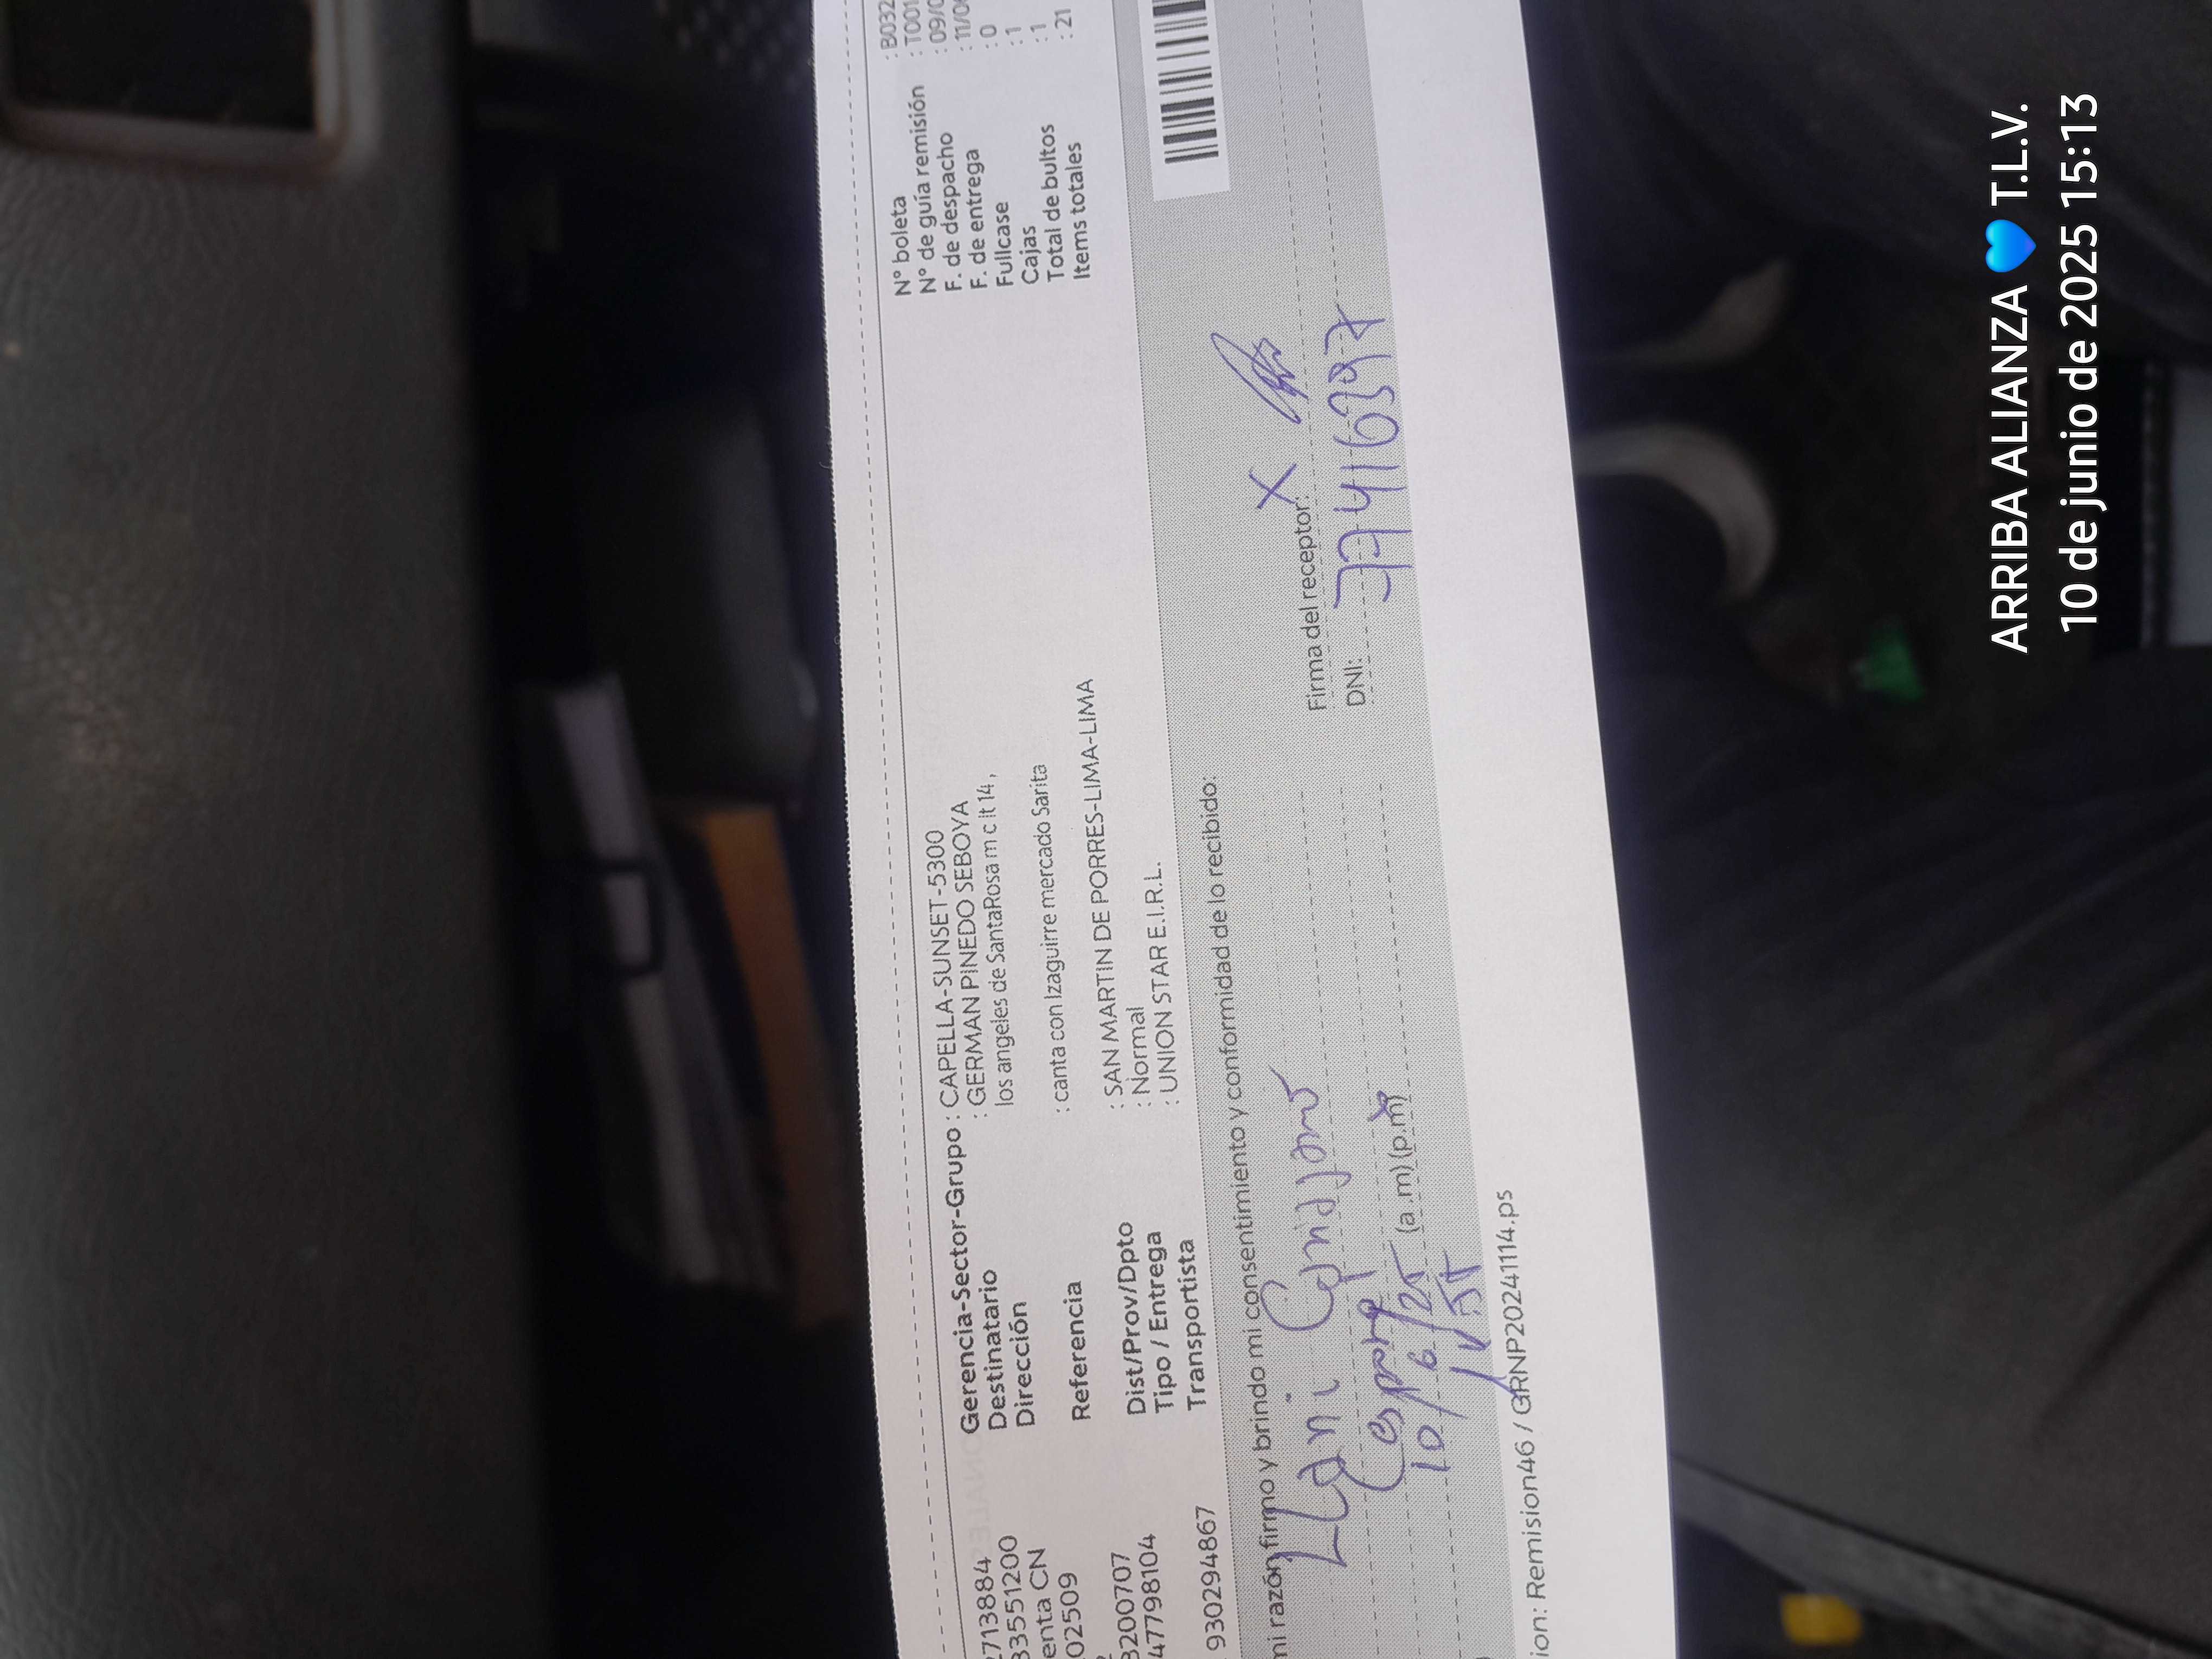 27138884
33551200
enta CN
02509
3200707
47798104
930294867
Gerencia-Sector-Grupo : CAPELLA-SUNSET-5300
Destinatario : GERMAN PINEDO SEBOYA
Dirección los angeles de SantaRosa m c lt 14,
Referencia : canta con Izaguirre mercado Sarita
Dist/Prov/Dpto : SAN MARTIN DE PORRES-LIMA-LIMA
Tipo / Entrega : Normal
Transportista : UNION STAR E.I.R.L.
N° boleta : B032
N° de guía remisión : T001
F. de despacho : 09/0
F. de entrega : 11/0
Fullcase : 0
Cajas : 1
Total de bultos : 1
Items totales : 21
mi razón firmo y brindo mi consentimiento y conformidad de lo recibido:
Firma del receptor: X
DNI:
10/6/25 (a.m) (p.m)
ion: Remision46 / GRNP20241114.ps
ARRIBA ALIANZA 💙 T.L.V.
10 de junio de 2025 15:13